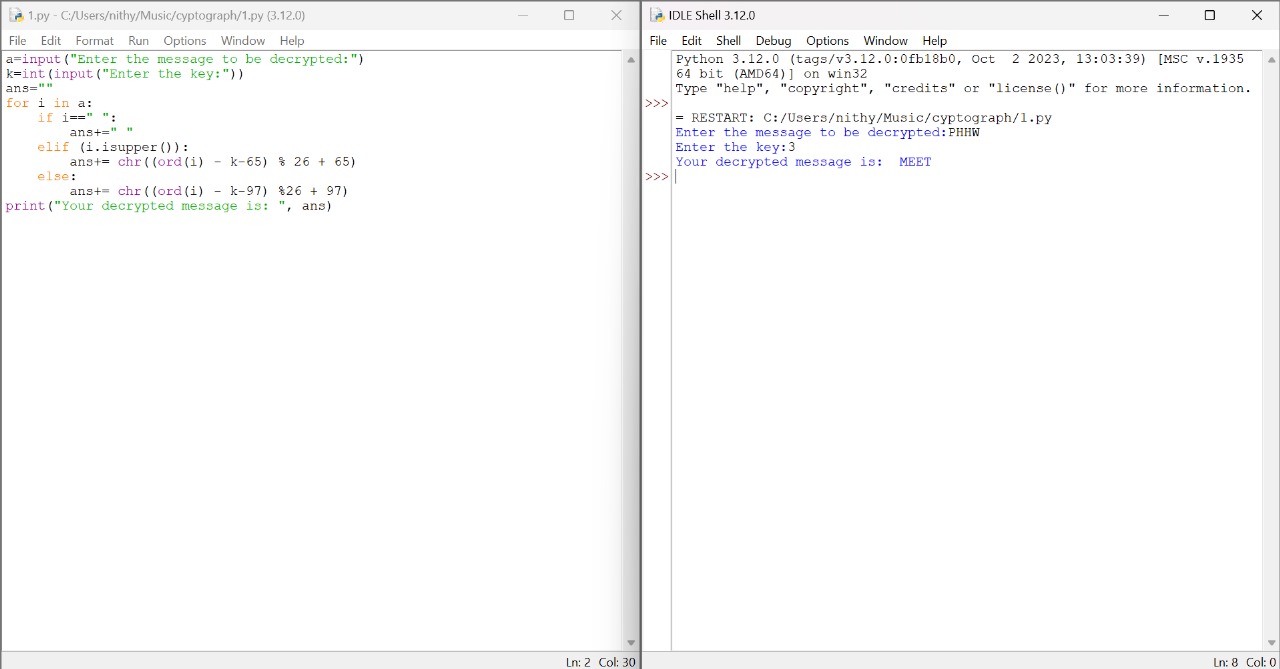 1.py - C:/Users/nithy/Music/cyptograph/1.py (3.12.0)
File Edit Format Run Options Window Help
a=input("Enter the message to be decrypted:")
k=int(input("Enter the key:"))
ans=""
for i in a:
    if i==" ":
        ans+=" "
    elif (i.isupper()):
        ans+= chr((ord(i) - k-65) % 26 + 65)
    else:
        ans+= chr((ord(i) - k-97) %26 + 97)
print("Your decrypted message is: ", ans)
Ln: 2 Col: 30
IDLE Shell 3.12.0
File Edit Shell Debug Options Window Help
Python 3.12.0 (tags/v3.12.0:0fb18b0, Oct  2 2023, 13:03:39) [MSC v.1935
64 bit (AMD64)] on win32
Type "help", "copyright", "credits" or "license()" for more information.
>>>
= RESTART: C:/Users/nithy/Music/cyptograph/1.py
Enter the message to be decrypted:PHHW
Enter the key:3
Your decrypted message is:  MEET
>>>
Ln: 8 Col: 0